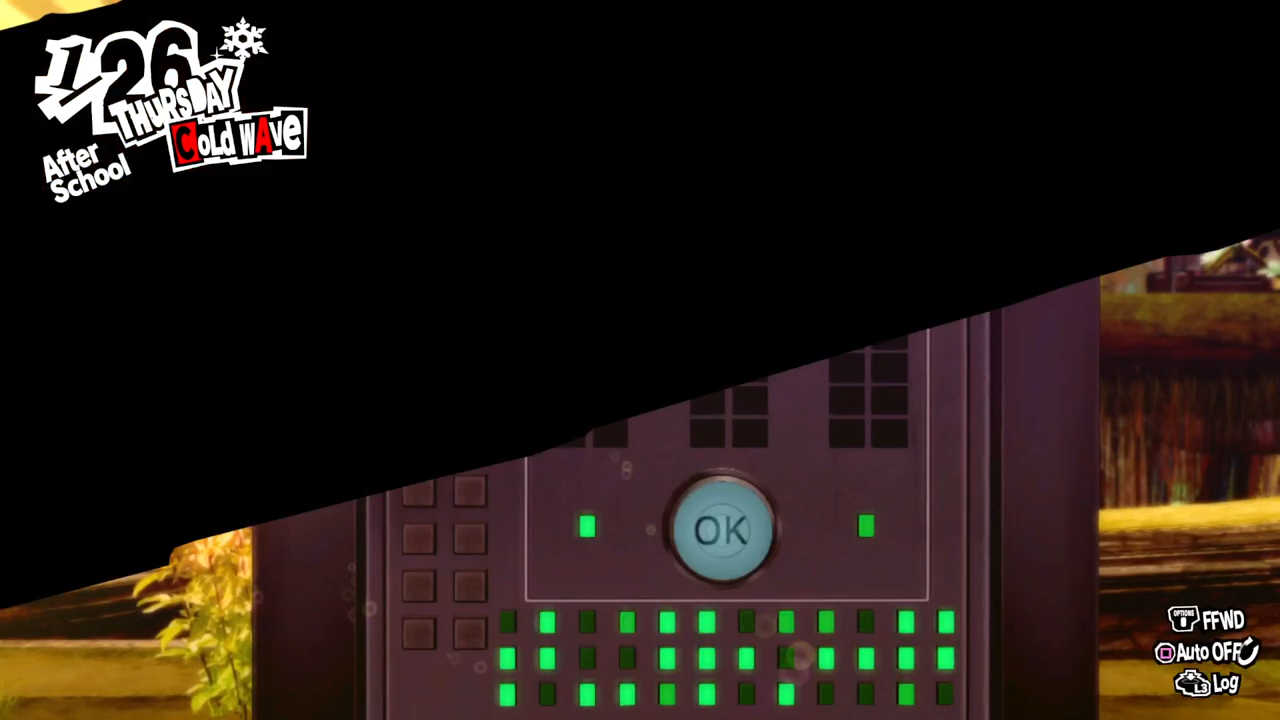 1/26
THURSDAY
Cold wAve
After
School
OK
OPTIONS FFWD
Auto OFF
L3 Log